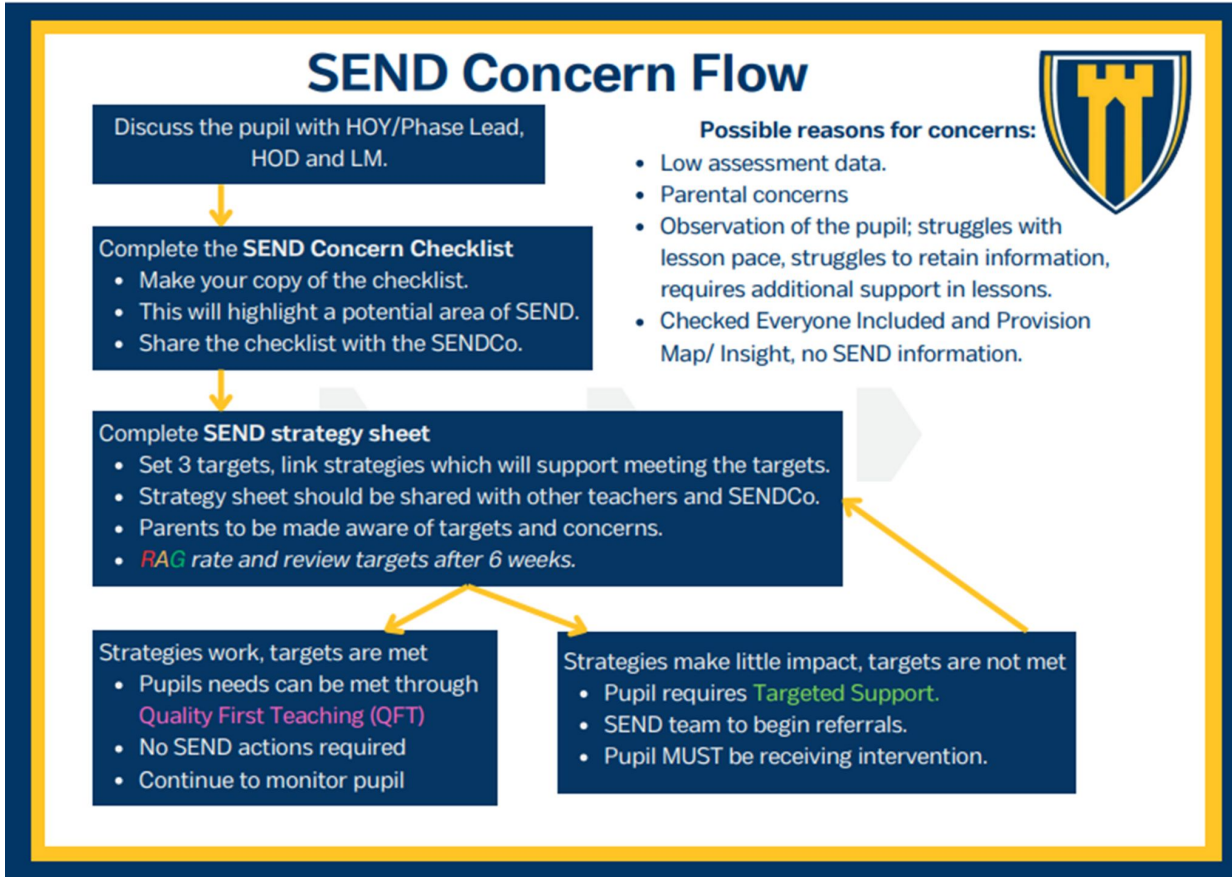 SEND Concern Flow
Discuss the pupil with HOY/Phase Lead,
HOD and LM.
Possible reasons for concerns:
• Low assessment data.
• Parental concerns
• Observation of the pupil; struggles with
lesson pace, struggles to retain information,
requires additional support in lessons.
• Checked Everyone Included and Provision
Map/ Insight, no SEND information.
Complete the SEND Concern Checklist
• Make your copy of the checklist.
• This will highlight a potential area of SEND.
• Share the checklist with the SENDCo.
Complete SEND strategy sheet
• Set 3 targets, link strategies which will support meeting the targets.
• Strategy sheet should be shared with other teachers and SENDCo.
• Parents to be made aware of targets and concerns.
• RAG rate and review targets after 6 weeks.
Strategies work, targets are met
• Pupils needs can be met through
Quality First Teaching (QFT)
• No SEND actions required
• Continue to monitor pupil
Strategies make little impact, targets are not met
• Pupil requires Targeted Support.
• SEND team to begin referrals.
• Pupil MUST be receiving intervention.